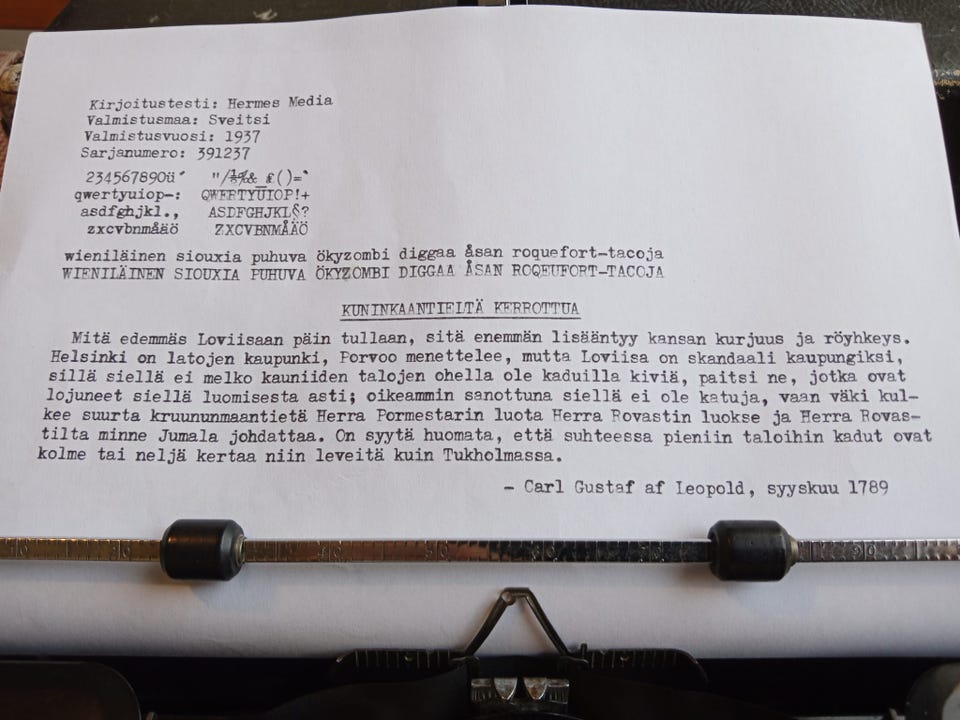 Kirjoitustesti: Hermes Media
Valmistusmaa: Sveitsi
Valmistusvuosi: 1937
Sarjanumero: 391237
234567890ü´ "/⅛%& £()=`
qwertyuiop-: QWERTYUIOP!+
asdfghjkl., ASDFGHJKL§?
zxcvbnmåäö ZXCVBNMÅÄÖ
wieniläinen siouxia puhuva ökyzombi diggaa åsan roquefort-tacoja
WIENILÄINEN SIOUXIA PUHUVA ÖKYZOMBI DIGGAA ÅSAN ROQEUFORT-TACOJA
KUNINKAANTIELTÄ KERROTTUA
Mitä edemmäs Loviisaan päin tullaan, sitä enemmän lisääntyy kansan kurjuus ja röyhkeys.
Helsinki on latojen kaupunki, Porvoo menettelee, mutta Loviisa on skandaali kaupungiksi,
sillä siellä ei melko kauniiden talojen ohella ole kaduilla kiviä, paitsi ne, jotka ovat
lojuneet siellä luomisesta asti; oikeammin sanottuna siellä ei ole katuja, vaan väki kul-
kee suurta kruununmaantietä Herra Pormestarin luota Herra Rovastin luokse ja Herra Rovas-
tilta minne Jumala johdattaa. On syytä huomata, että suhteessa pieniin taloihin kadut ovat
kolme tai neljä kertaa niin leveitä kuin Tukholmassa.
- Carl Gustaf af Leopold, syyskuu 1789